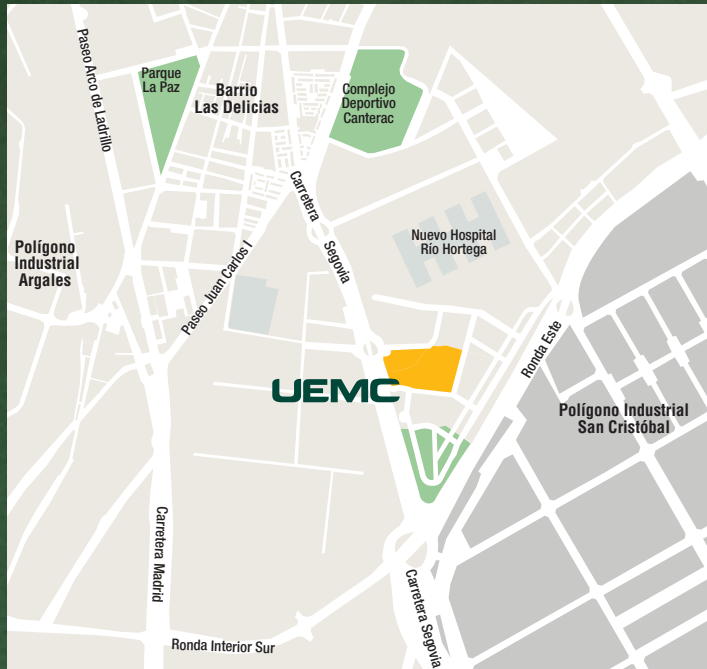 Paseo Arco de Ladrillo
Parque
La Paz
Barrio
Las Delicias
Complejo
Deportivo
Canterac
Carretera
Segovia
Nuevo Hospital
Río Hortega
Polígono
Industrial
Argales
Paseo Juan Carlos I
Ronda Este
UEMC
Polígono Industrial
San Cristóbal
Carretera Madrid
Carretera Segovia
Ronda Interior Sur